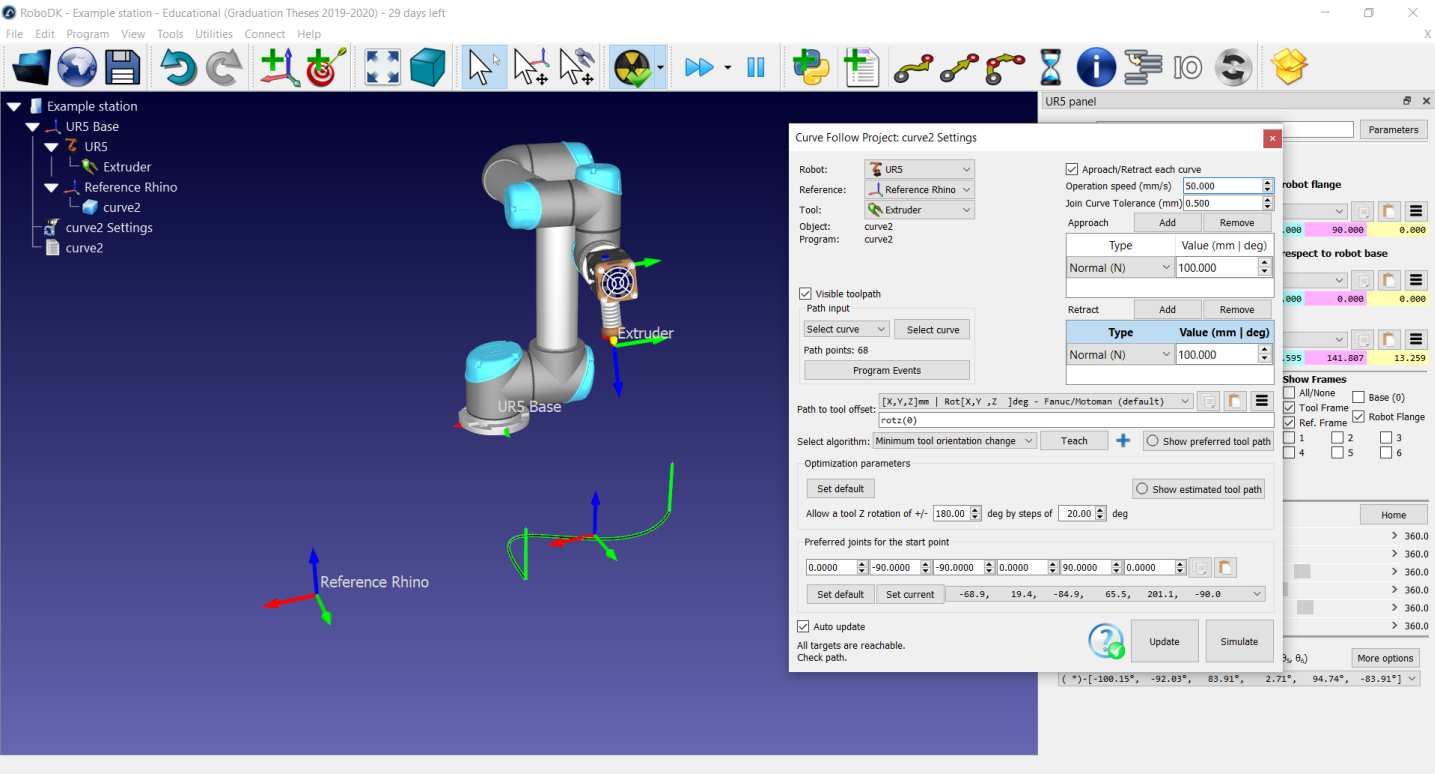 RoboDK - Example station - Educational (Graduation Theses 2019-2020) - 29 days left
File Edit Program View Tools Utilities Connect Help
Example station
UR5 Base
UR5
Extruder
Reference Rhino
curve2
curve2 Settings
curve2
Extruder
UR5 Base
Reference Rhino
UR5 panel
Parameters
robot flange
.000 90.000 0.000
respect to robot base
.000 0.000 0.000
.595 141.807 13.259
Show Frames
All/None Base (0)
Tool Frame
Ref. Frame Robot Flange
1 2 3
4 5 6
Home
> 360.0
> 360.0
> 360.0
> 360.0
> 360.0
> 360.0
θ₅, θ₆) More options
( *)-[-100.15°, -92.03°, 83.91°, 2.71°, 94.74°, -83.91°]
Curve Follow Project: curve2 Settings
Robot: UR5
Reference: Reference Rhino
Tool: Extruder
Object: curve2
Program: curve2
Aproach/Retract each curve
Operation speed (mm/s) 50.000
Join Curve Tolerance (mm) 0.500
Approach Add Remove
Type Value (mm | deg)
Normal (N) 100.000
Retract Add Remove
Type Value (mm | deg)
Normal (N) 100.000
Visible toolpath
Path input
Select curve Select curve
Path points: 68
Program Events
Path to tool offset: [X,Y,Z]mm | Rot[X,Y ,Z ]deg - Fanuc/Motoman (default)
rotz(0)
Select algorithm: Minimum tool orientation change Teach Show preferred tool path
Optimization parameters
Set default Show estimated tool path
Allow a tool Z rotation of +/- 180.00 deg by steps of 20.00 deg
Preferred joints for the start point
0.0000 -90.0000 -90.0000 0.0000 90.0000 0.0000
Set default Set current -68.9, 19.4, -84.9, 65.5, 201.1, -90.0
Auto update
All targets are reachable.
Check path.
Update Simulate